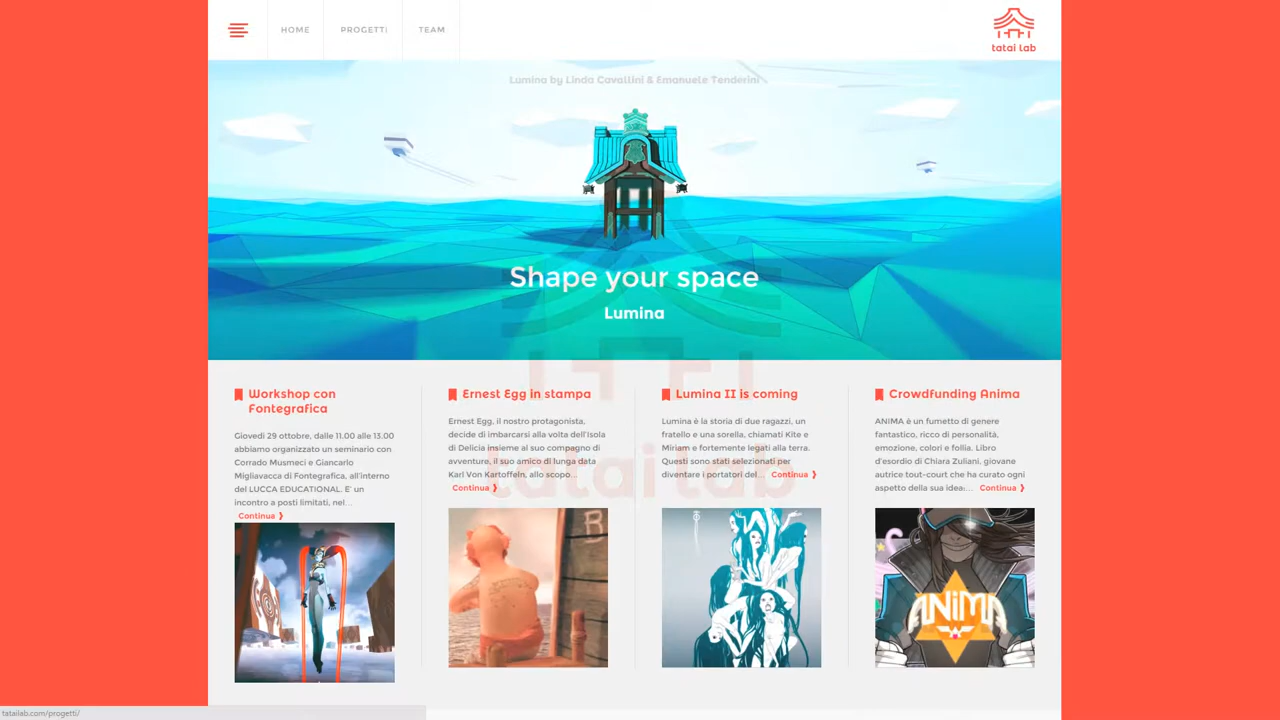 HOME PROGETTI TEAM
tatai lab
Lumina by Linda Cavallini & Emanuele Tenderini
Shape your space
Lumina
tatai lab
Workshop con
Fontegrafica
Giovedì 29 ottobre, dalle 11.00 alle 13.00
abbiamo organizzato un seminario con
Corrado Musmeci e Giancarlo
Migliavacca di Fontegrafica, all'interno
del LUCCA EDUCATIONAL. E' un
incontro a posti limitati, nel...
Continua ❱
Ernest Egg in stampa
Ernest Egg, il nostro protagonista,
decide di imbarcarsi alla volta dell'Isola
di Delicia insieme al suo compagno di
avventure, il suo amico di lunga data
Karl Von Kartoffeln, allo scopo...
Continua ❱
Lumina II is coming
Lumina è la storia di due ragazzi, un
fratello e una sorella, chiamati Kite e
Miriam e fortemente legati alla terra.
Questi sono stati selezionati per
diventare i portatori del... Continua ❱
Crowdfunding Anima
ANIMA è un fumetto di genere
fantastico, ricco di personalità,
emozione, colori e follia. Libro
d'esordio di Chiara Zuliani, giovane
autrice tout-court che ha curato ogni
aspetto della sua idea:... Continua ❱
B
ANiMA
tatailab.com/progetti/